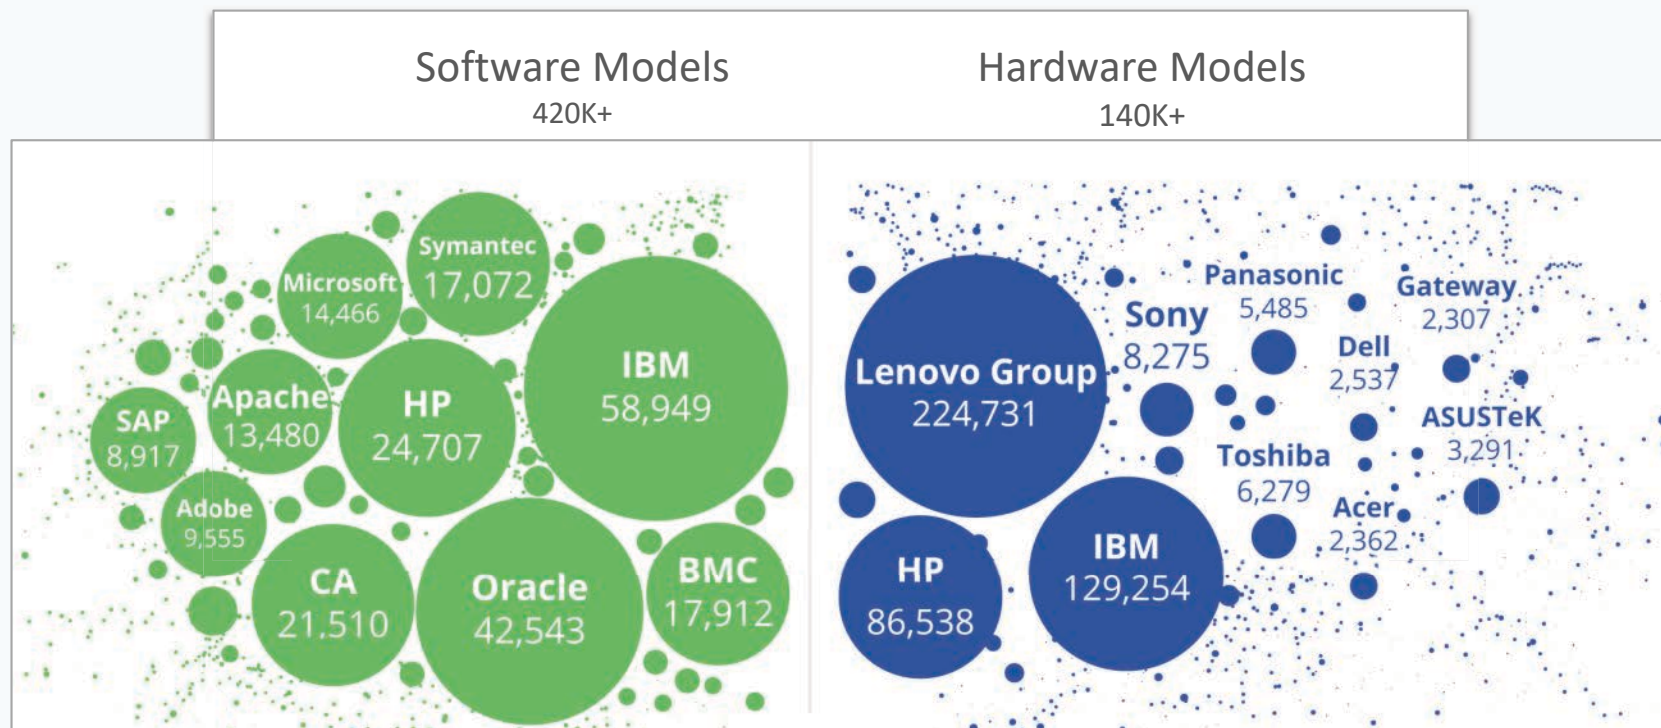 Software Models
420K+
Hardware Models
140K+
Symantec
17,072
Microsoft
14,466
IBM
58,949
HP
24,707
Apache
13,480
SAP
8,917
Adobe
9,555
CA
21,510
Oracle
42,543
BMC
17,912
Lenovo Group
224,731
Sony
8,275
Panasonic
5,485
Gateway
2,307
Dell
2,537
ASUSTeK
3,291
Toshiba
6,279
Acer
2,362
IBM
129,254
HP
86,538